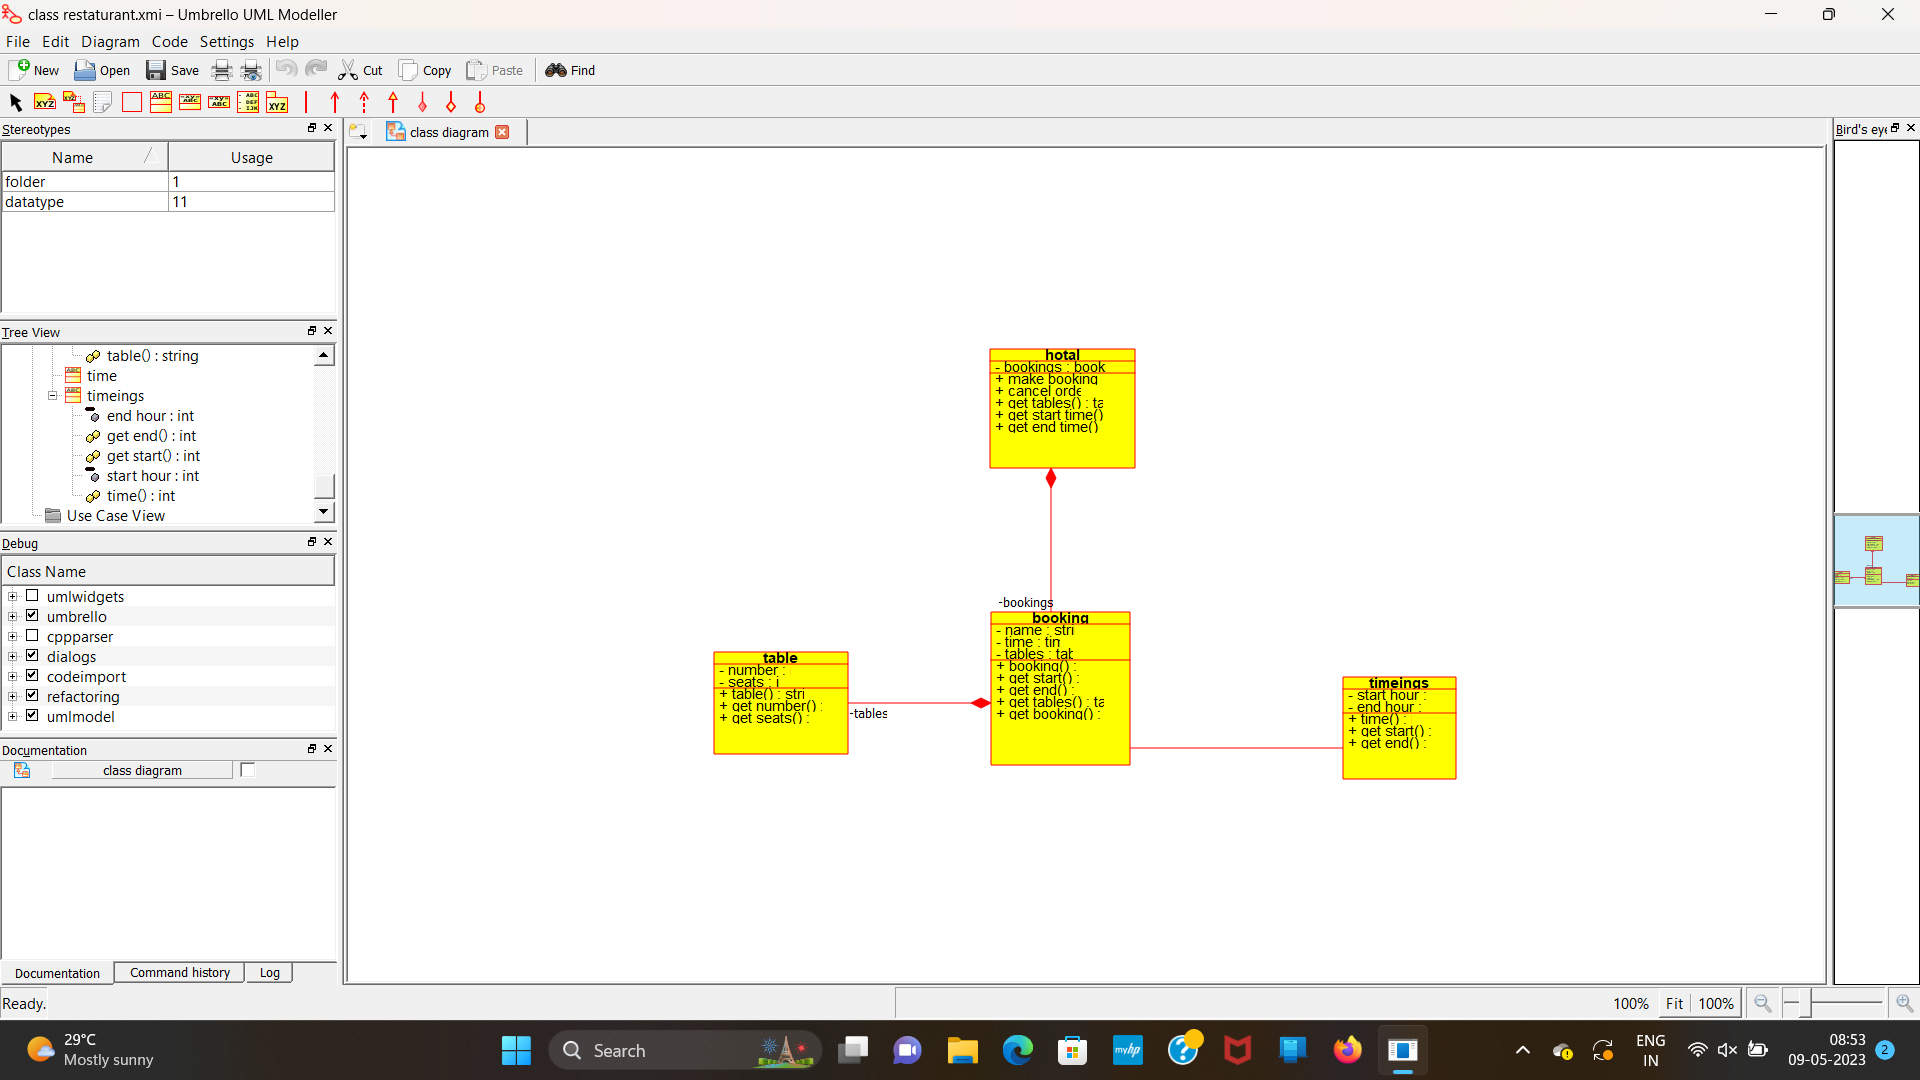 class restaturant.xmi – Umbrello UML Modeller
File Edit Diagram Code Settings Help
New Open Save Cut Copy Paste Find
class diagram
Stereotypes
Name Usage
folder 1
datatype 11
Tree View
table() : string
time
timeings
end hour : int
get end() : int
get start() : int
start hour : int
time() : int
Use Case View
Debug
Class Name
umlwidgets
umbrello
cppparser
dialogs
codeimport
refactoring
umlmodel
Documentation
class diagram
Documentation Command history Log
Ready.
hotal
- bookings : book
+ make booking
+ cancel orde
+ get tables() : ta
+ get start time()
+ get end time()
-bookings
booking
- name : stri
- time : tim
- tables : tab
+ booking() :
+ get start() :
+ get end() :
+ get tables() : ta
+ get booking() :
table
- number :
- seats : i
+ table() : stri
+ get number() :
+ get seats() :
-tables
timeings
- start hour :
- end hour :
+ time() :
+ get start() :
+ get end() :
Bird's eye
100% Fit 100%
29°C
Mostly sunny
Search
myhp
ENG
IN
08:53
09-05-2023
2